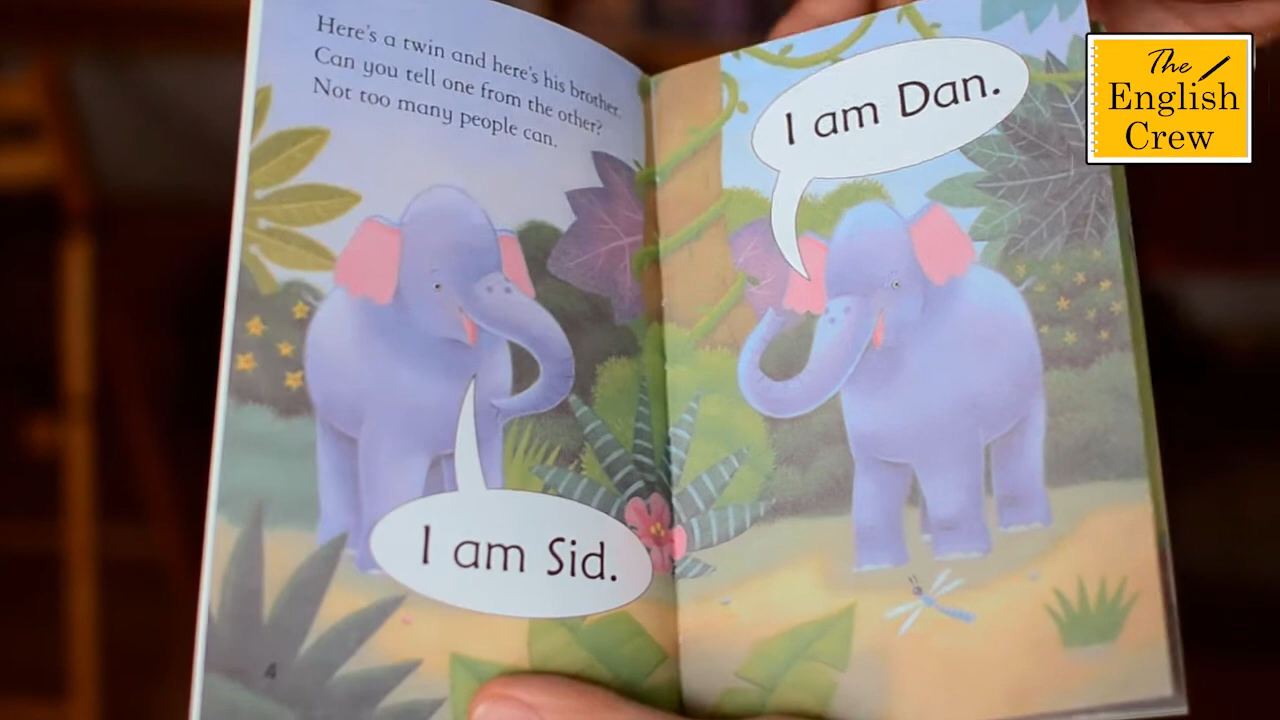 Here's a twin and here's his brother.
Can you tell one from the other?
Not too many people can.
I am Sid.
4
I am Dan.
The
English
Crew